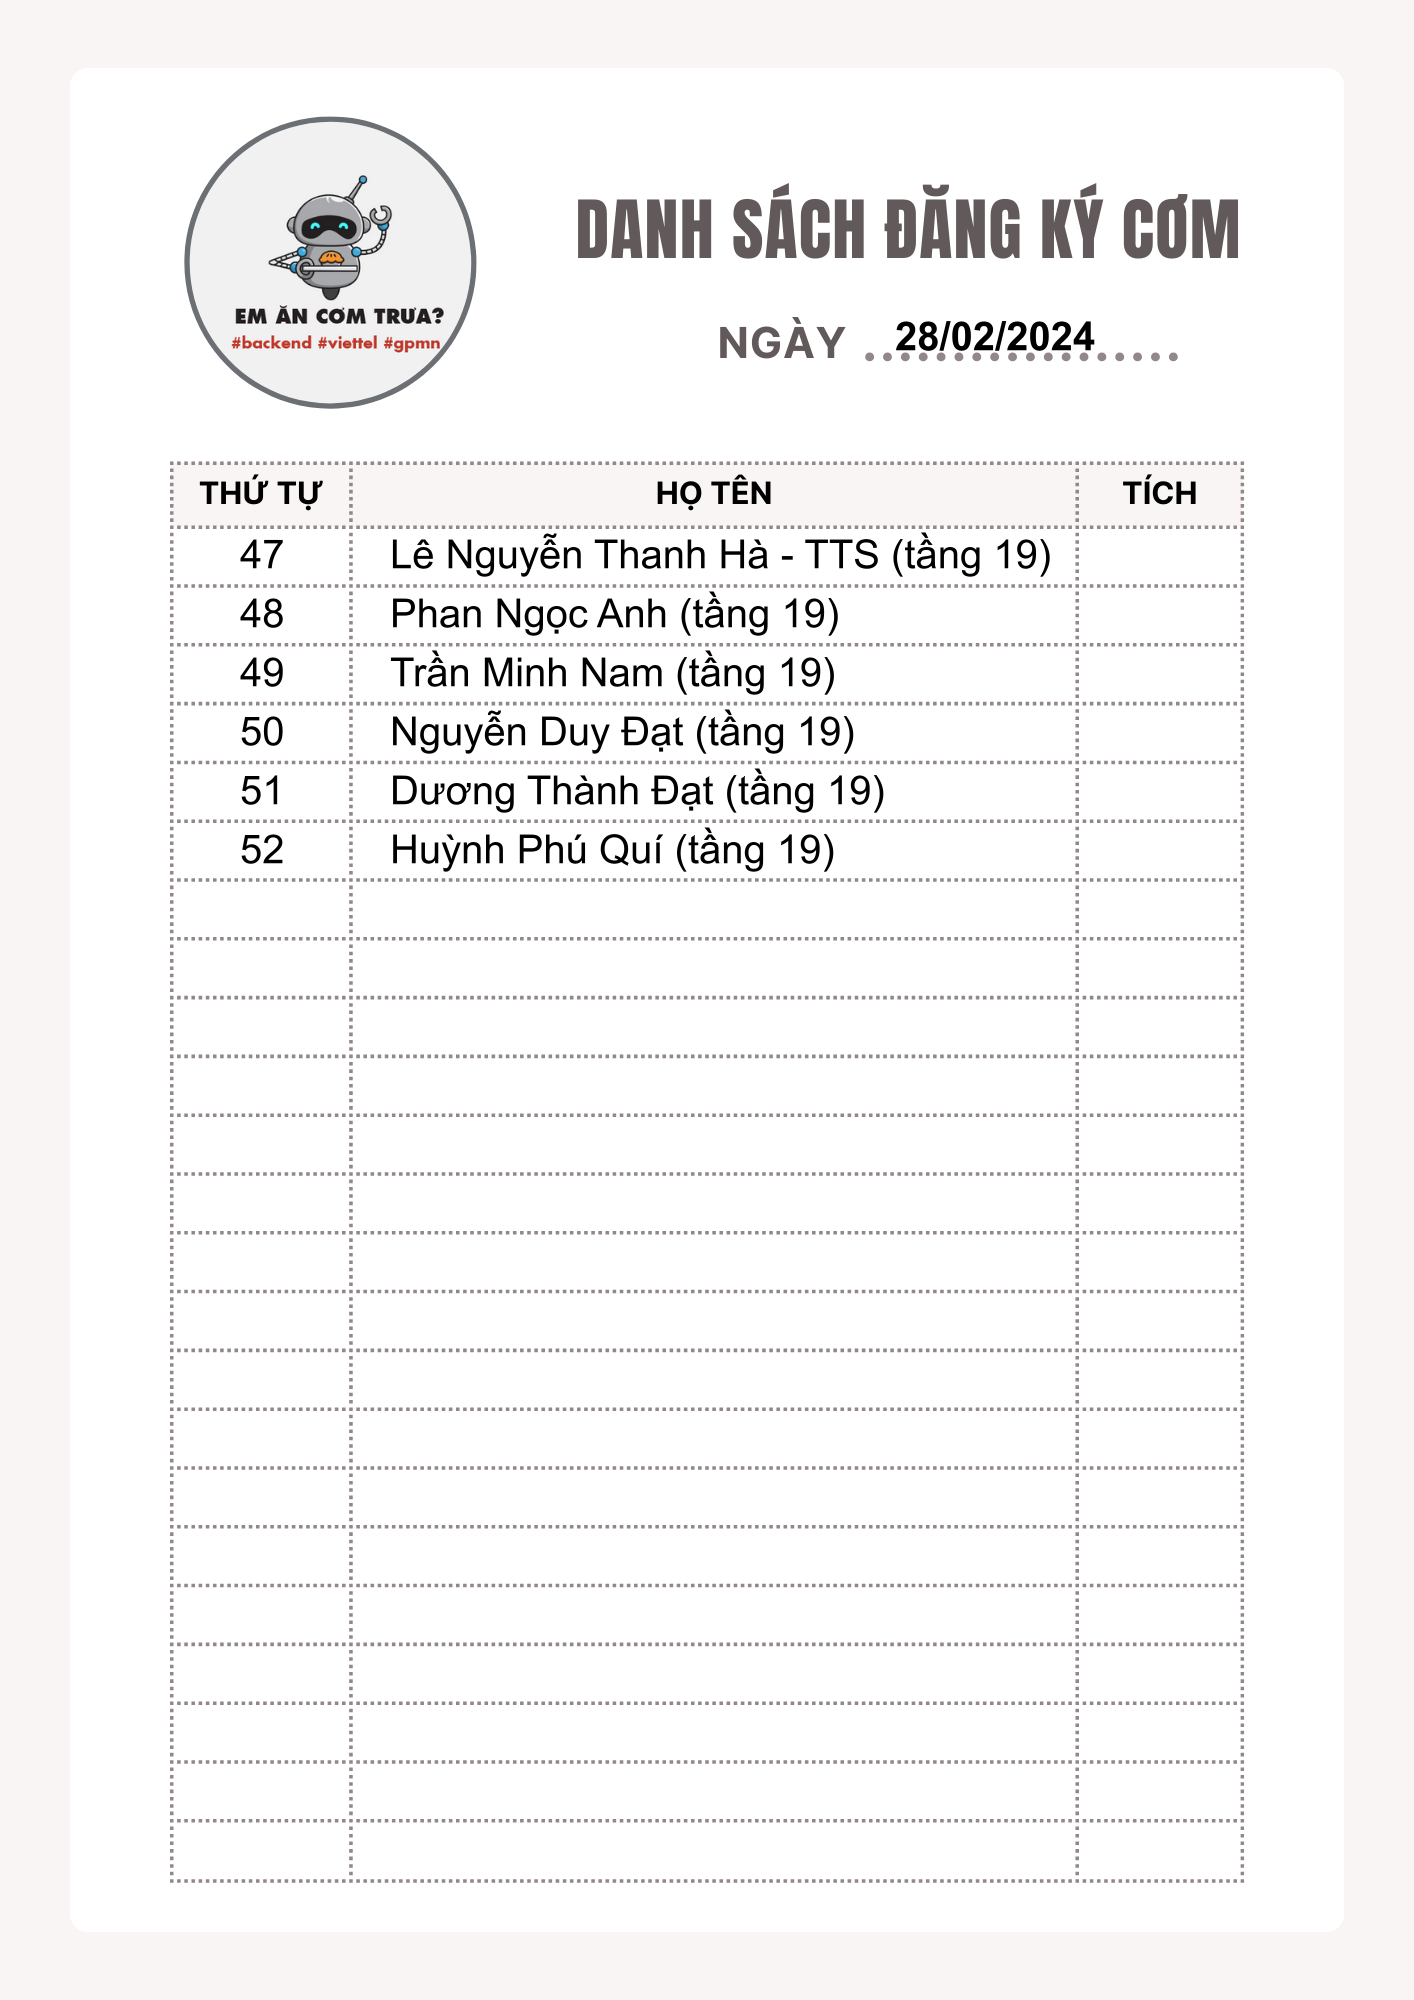 EM ĂN CƠM TRƯA?
#backend #viettel #gpmn
DANH SÁCH ĐĂNG KÝ CƠM
NGÀY 28/02/2024
THỨ TỰ HỌ TÊN TÍCH
47 Lê Nguyễn Thanh Hà - TTS (tầng 19)
48 Phan Ngọc Anh (tầng 19)
49 Trần Minh Nam (tầng 19)
50 Nguyễn Duy Đạt (tầng 19)
51 Dương Thành Đạt (tầng 19)
52 Huỳnh Phú Quí (tầng 19)